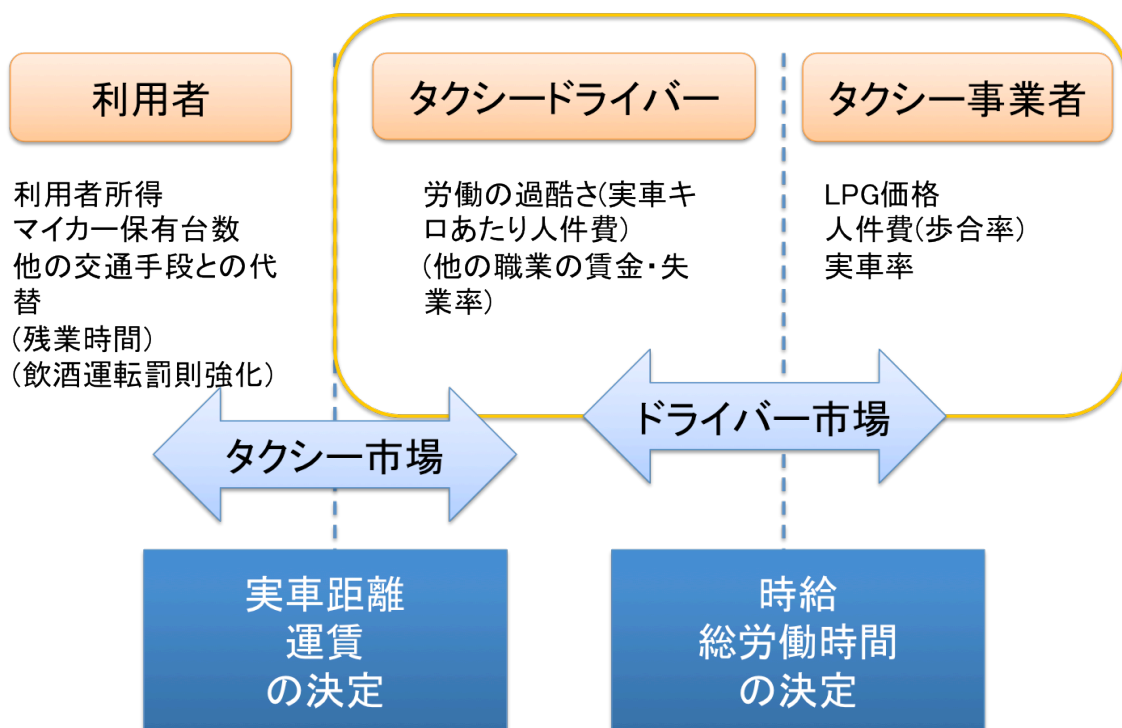 利用者
タクシードライバー
タクシー事業者
利用者所得
マイカー保有台数
他の交通手段との代
替
(残業時間)
(飲酒運転罰則強化)
労働の過酷さ(実車キ
ロあたり人件費)
(他の職業の賃金・失
業率)
LPG価格
人件費(歩合率)
実車率
タクシー市場
ドライバー市場
実車距離
運賃
の決定
時給
総労働時間
の決定